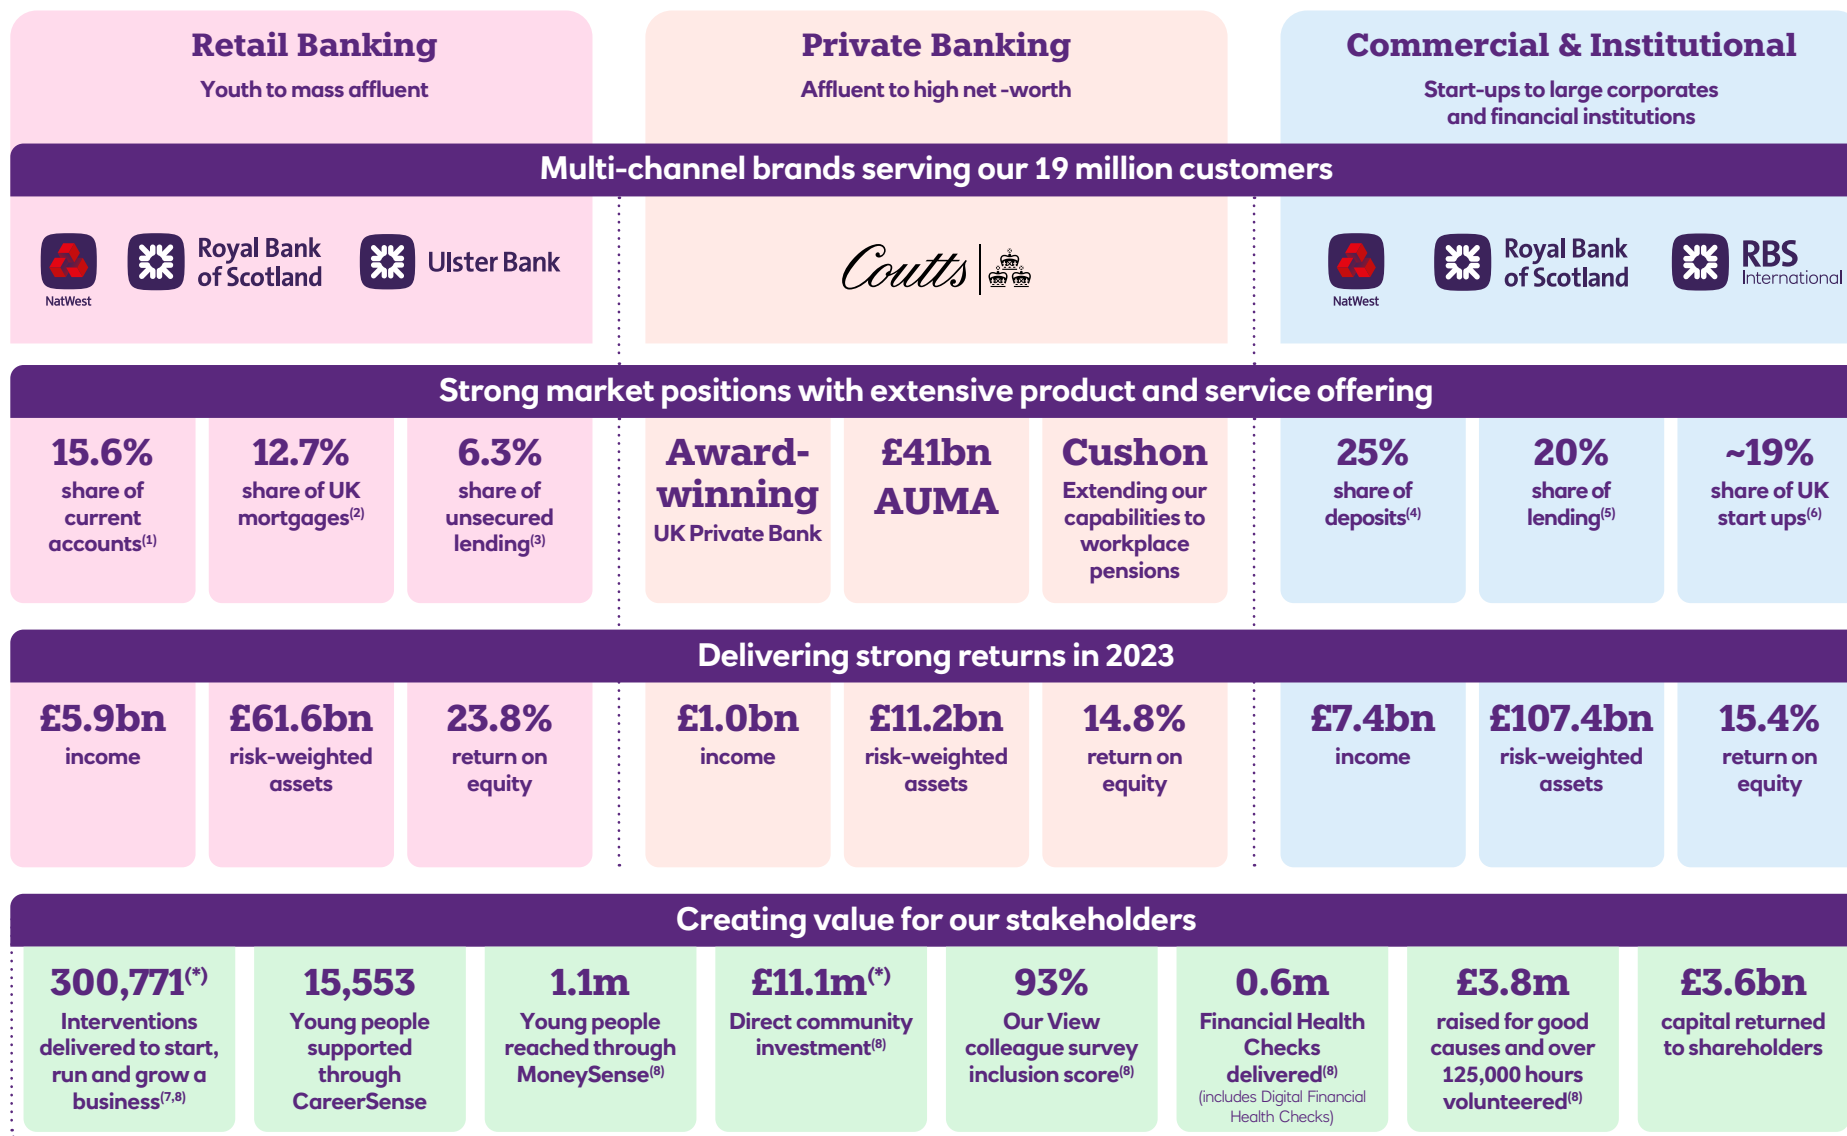 Retail Banking
Youth to mass affluent
Private Banking
Affluent to high net -worth
Commercial & Institutional
Start-ups to large corporates
and financial institutions
Multi-channel brands serving our 19 million customers
NatWest
Royal Bank
of Scotland
Ulster Bank
Coutts
NatWest
Royal Bank
of Scotland
RBS
International
Strong market positions with extensive product and service offering
15.6%
share of
current
accounts(1)
12.7%
share of UK
mortgages(2)
6.3%
share of
unsecured
lending(3)
Award-
winning
UK Private Bank
£41bn
AUMA
Cushon
Extending our
capabilities to
workplace
pensions
25%
share of
deposits(4)
20%
share of
lending(5)
~19%
share of UK
start ups(6)
Delivering strong returns in 2023
£5.9bn
income
£61.6bn
risk-weighted
assets
23.8%
return on
equity
£1.0bn
income
£11.2bn
risk-weighted
assets
14.8%
return on
equity
£7.4bn
income
£107.4bn
risk-weighted
assets
15.4%
return on
equity
Creating value for our stakeholders
300,771(*)
Interventions
delivered to start,
run and grow a
business(7,8)
15,553
Young people
supported
through
CareerSense
1.1m
Young people
reached through
MoneySense(8)
£11.1m(*)
Direct community
investment(8)
93%
Our View
colleague survey
inclusion score(8)
0.6m
Financial Health
Checks
delivered(8)
(includes Digital Financial
Health Checks)
£3.8m
raised for good
causes and over
125,000 hours
volunteered(8)
£3.6bn
capital returned
to shareholders